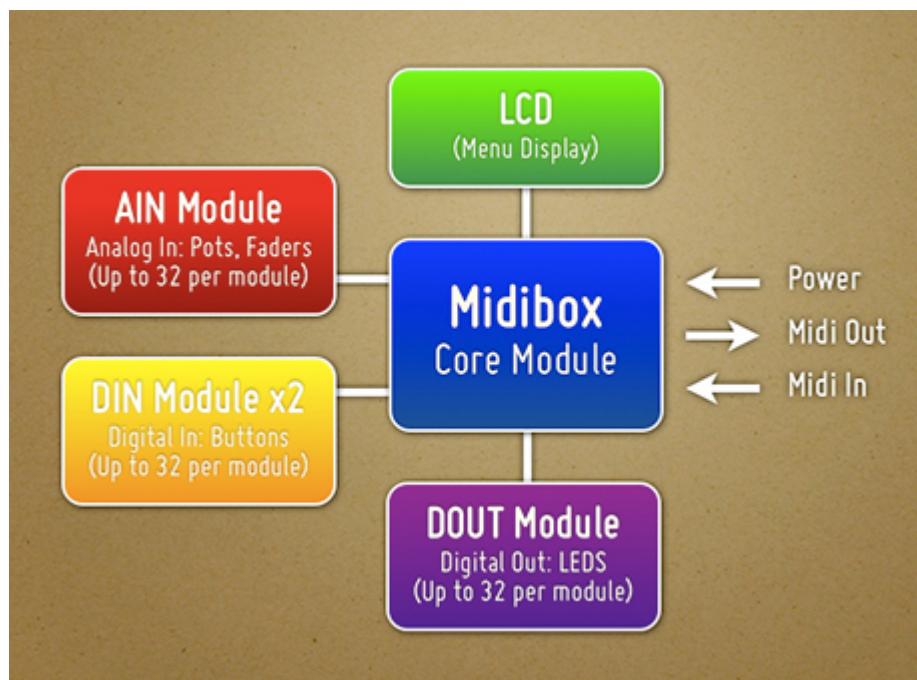 LCD
(Menu Display)
AIN Module
Analog In: Pots, Faders
(Up to 32 per module)
Midibox
Core Module
Power
Midi Out
Midi In
DIN Module x2
Digital In: Buttons
(Up to 32 per module)
DOUT Module
Digital Out: LEDS
(Up to 32 per module)